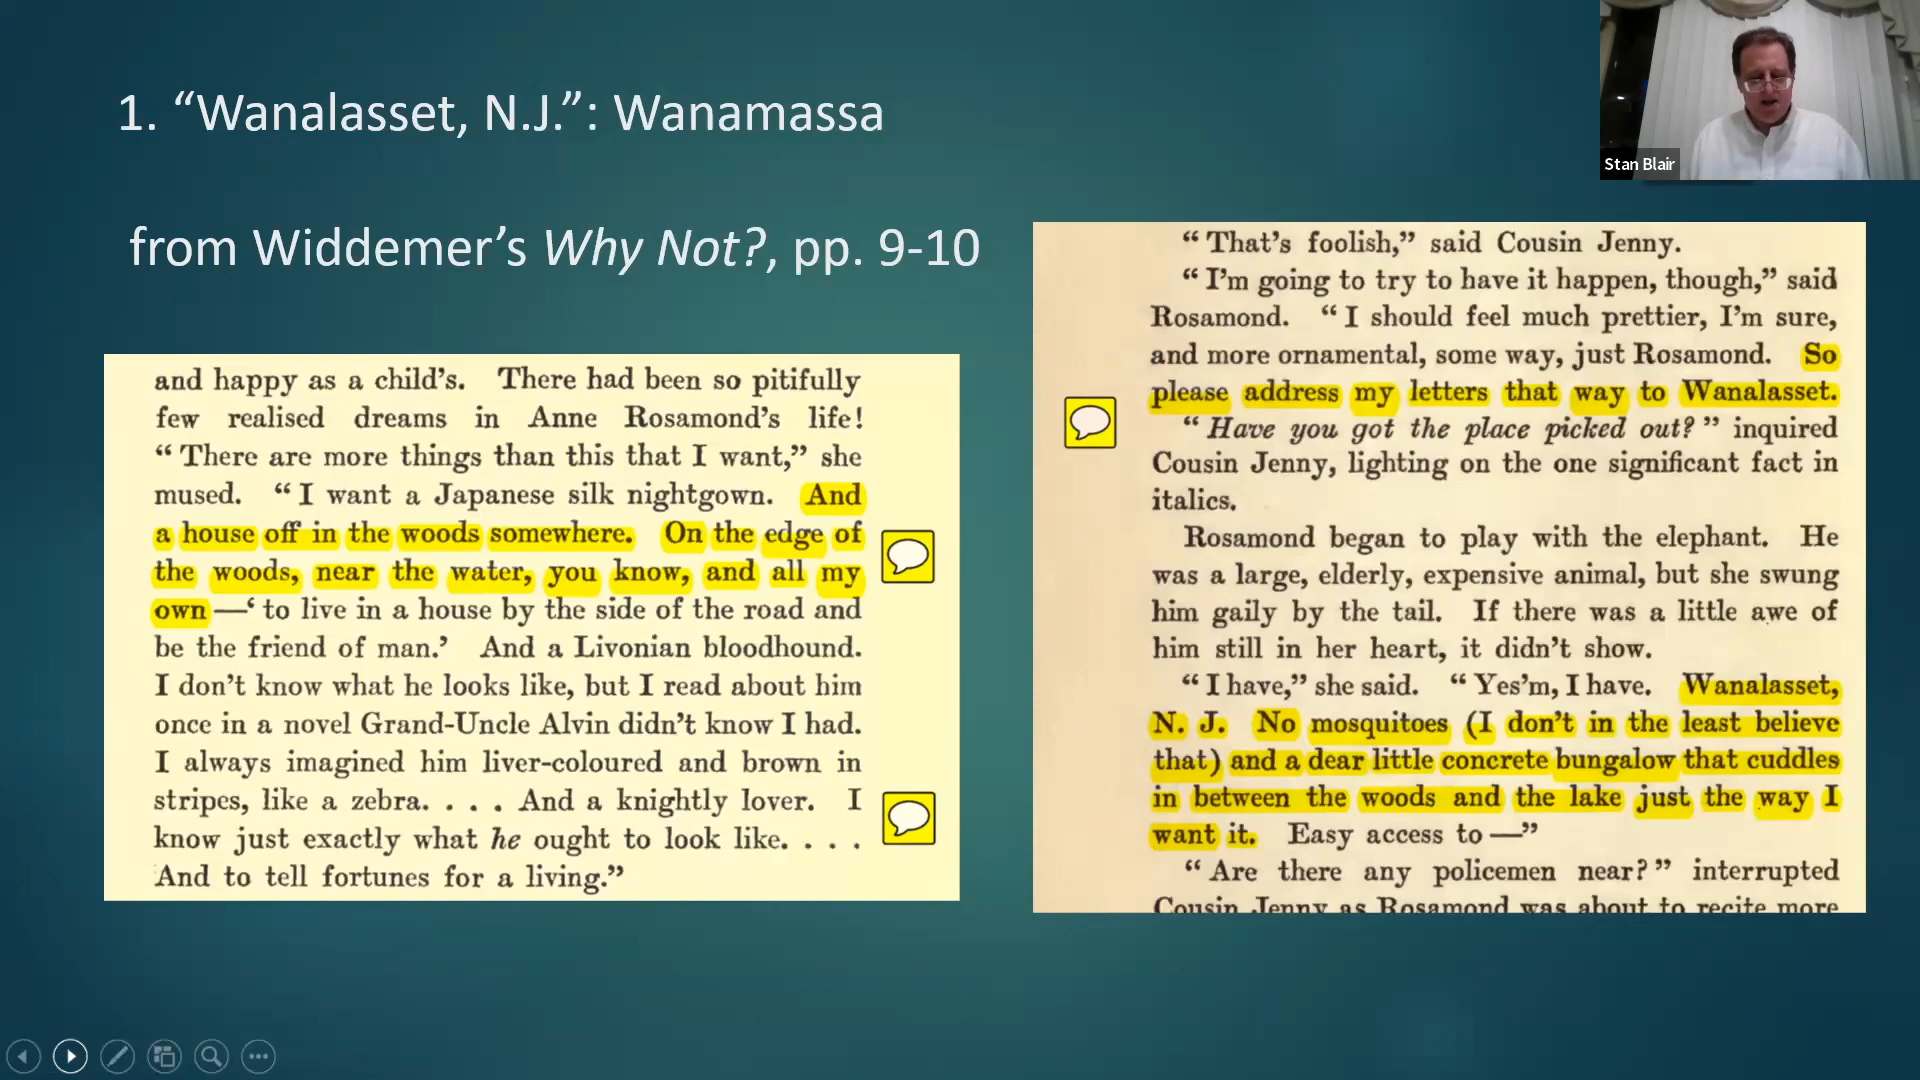 1. “Wanalasset, N.J.”: Wanamassa
from Widdemer’s Why Not?, pp. 9-10
Stan Blair
and happy as a child’s. There had been so pitifully
few realised dreams in Anne Rosamond’s life!
“ There are more things than this that I want,” she
mused. “ I want a Japanese silk nightgown. And
a house off in the woods somewhere. On the edge of
the woods, near the water, you know, and all my
own —‘ to live in a house by the side of the road and
be the friend of man.’ And a Livonian bloodhound.
I don’t know what he looks like, but I read about him
once in a novel Grand-Uncle Alvin didn’t know I had.
I always imagined him liver-coloured and brown in
stripes, like a zebra. . . . And a knightly lover. I
know just exactly what he ought to look like. . . .
And to tell fortunes for a living.”
“ That’s foolish,” said Cousin Jenny.
“ I’m going to try to have it happen, though,” said
Rosamond. “ I should feel much prettier, I’m sure,
and more ornamental, some way, just Rosamond. So
please address my letters that way to Wanalasset.
“ Have you got the place picked out? ” inquired
Cousin Jenny, lighting on the one significant fact in
italics.
Rosamond began to play with the elephant. He
was a large, elderly, expensive animal, but she swung
him gaily by the tail. If there was a little awe of
him still in her heart, it didn’t show.
“ I have,” she said. “ Yes’m, I have. Wanalasset,
N. J. No mosquitoes (I don’t in the least believe
that) and a dear little concrete bungalow that cuddles
in between the woods and the lake just the way I
want it. Easy access to —”
“ Are there any policemen near? ” interrupted
Cousin Jenny as Rosamond was about to recite more